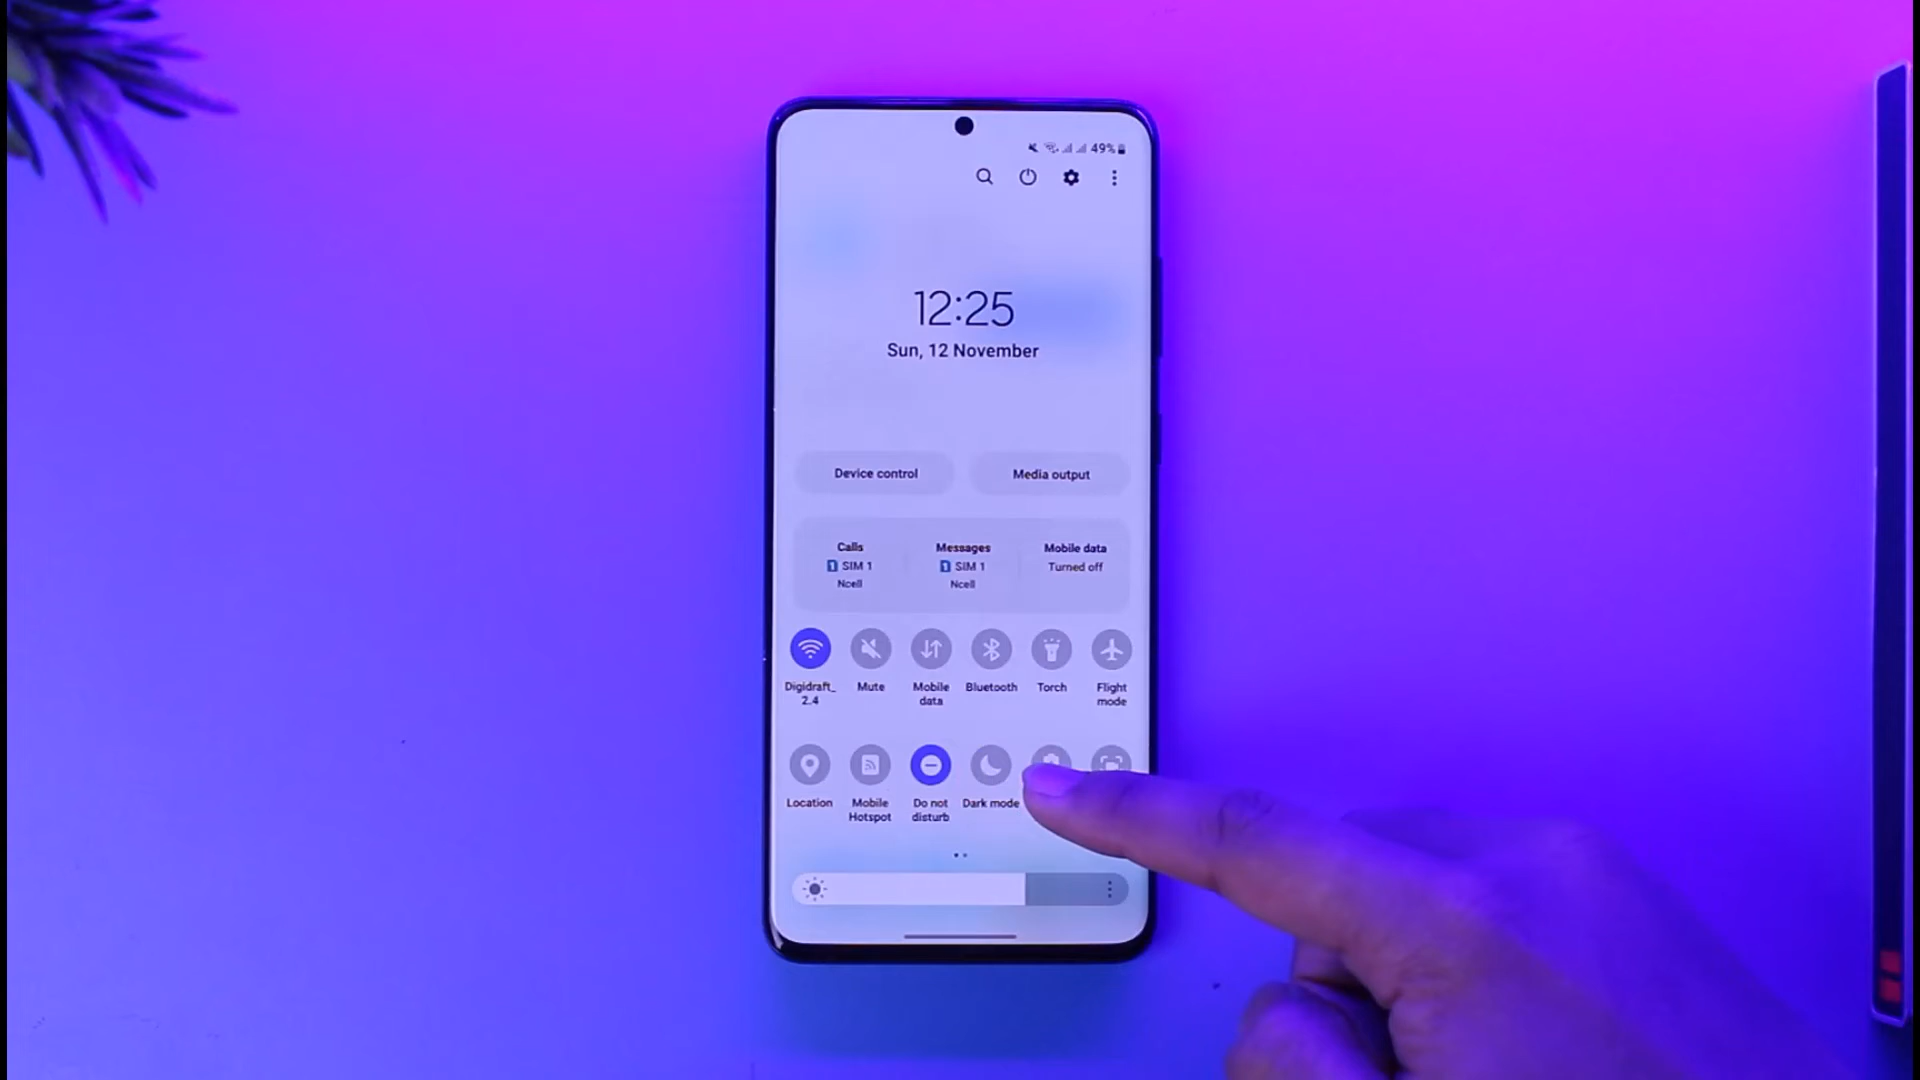 49%
12:25
Sun, 12 November
Device control
Media output
Calls
1 SIM 1
Ncell
Messages
1 SIM 1
Ncell
Mobile data
Turned off
Digidraft_
2.4
Mute
Mobile
data
Bluetooth
Torch
Flight
mode
Location
Mobile
Hotspot
Do not
disturb
Dark mode